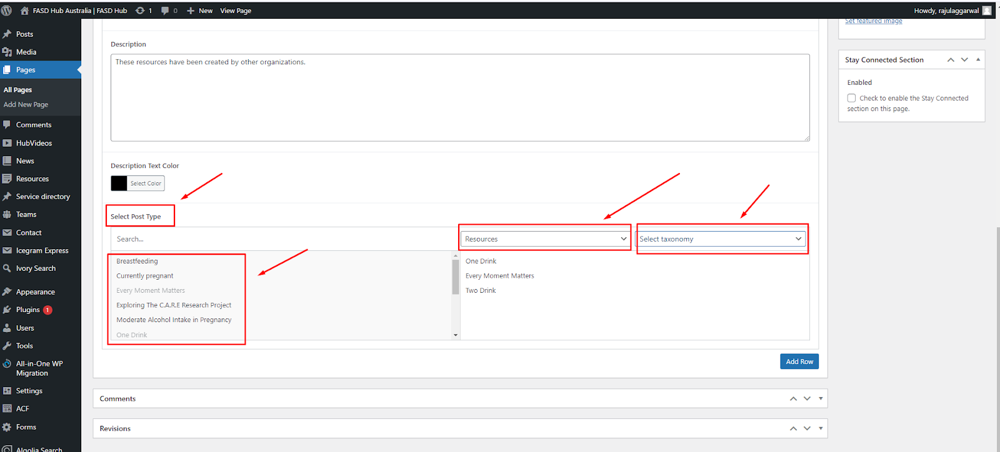 FASD Hub Australia | FASD Hub 1 0 New View Page Howdy, rajulaggarwal
Posts
Media
Pages
All Pages
Add New Page
Comments
HubVideos
News
Resources
Service directory
Teams
Contact
Icegram Express
Ivory Search
Appearance
Plugins 1
Users
Tools
All-in-One WP
Migration
Settings
ACF
Forms
Algolia Search
Description
These resources have been created by other organizations.
Description Text Color
Select Color
Select Post Type
Search...
Resources
Select taxonomy
Breastfeeding
Currently pregnant
Every Moment Matters
Exploring The C.A.R.E Research Project
Moderate Alcohol Intake in Pregnancy
One Drink
One Drink
Every Moment Matters
Two Drink
Add Row
Comments
Revisions
Set featured image
Stay Connected Section
Enabled
Check to enable the Stay Connected
section on this page.